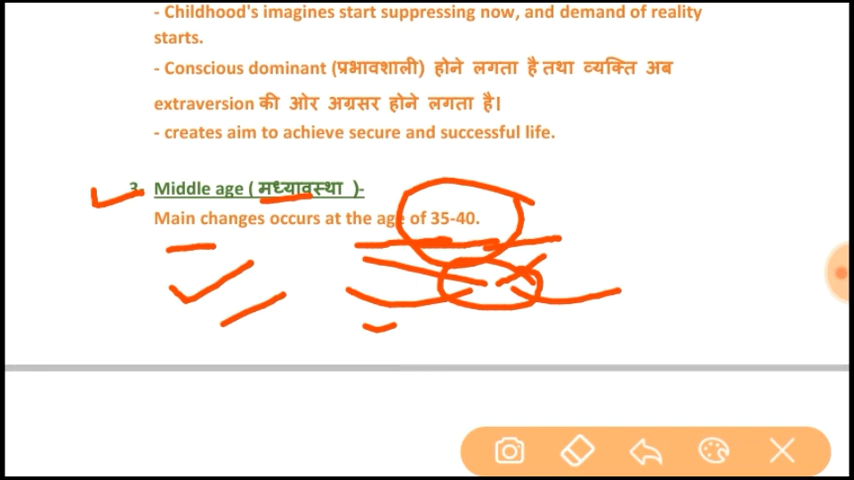 - Childhood's imagines start suppressing now, and demand of reality
starts.
- Conscious dominant (प्रभावशाली) होने लगता है तथा व्यक्ति अब
extraversion की ओर अग्रसर होने लगता है।
- creates aim to achieve secure and successful life.
3. Middle age ( मध्यावस्था )-
Main changes occurs at the age of 35-40.